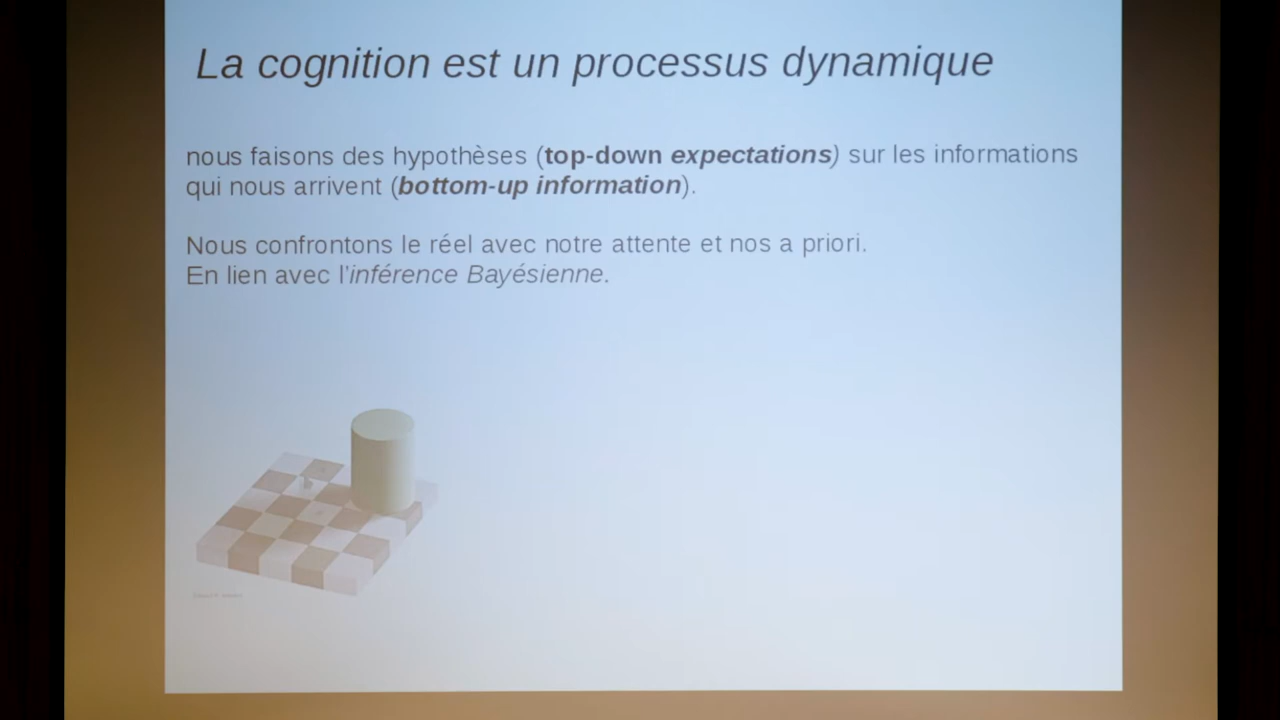 La cognition est un processus dynamique
nous faisons des hypothèses (top-down expectations) sur les informations
qui nous arrivent (bottom-up information).
Nous confrontons le réel avec notre attente et nos a priori.
En lien avec l'inférence Bayésienne.